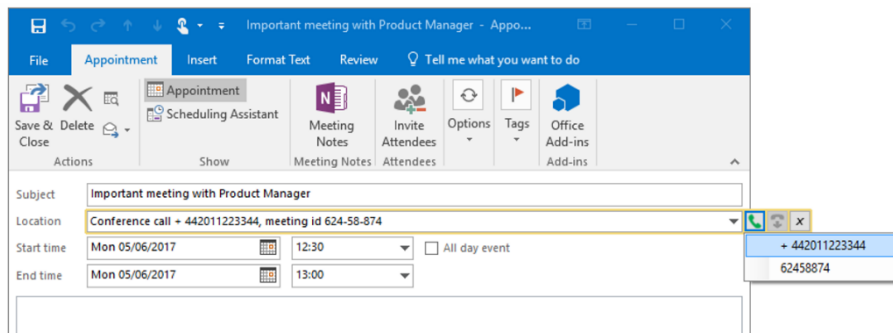 Important meeting with Product Manager - Appo...
File Appointment Insert Format Text Review Tell me what you want to do
Appointment
Scheduling Assistant
Save & Close
Delete
Meeting Notes
Invite Attendees
Options
Tags
Office Add-ins
Actions Show Meeting Notes Attendees Add-ins
Subject Important meeting with Product Manager
Location Conference call + 442011223344, meeting id 624-58-874 x
+ 442011223344
Start time Mon 05/06/2017 12:30 All day event
62458874
End time Mon 05/06/2017 13:00